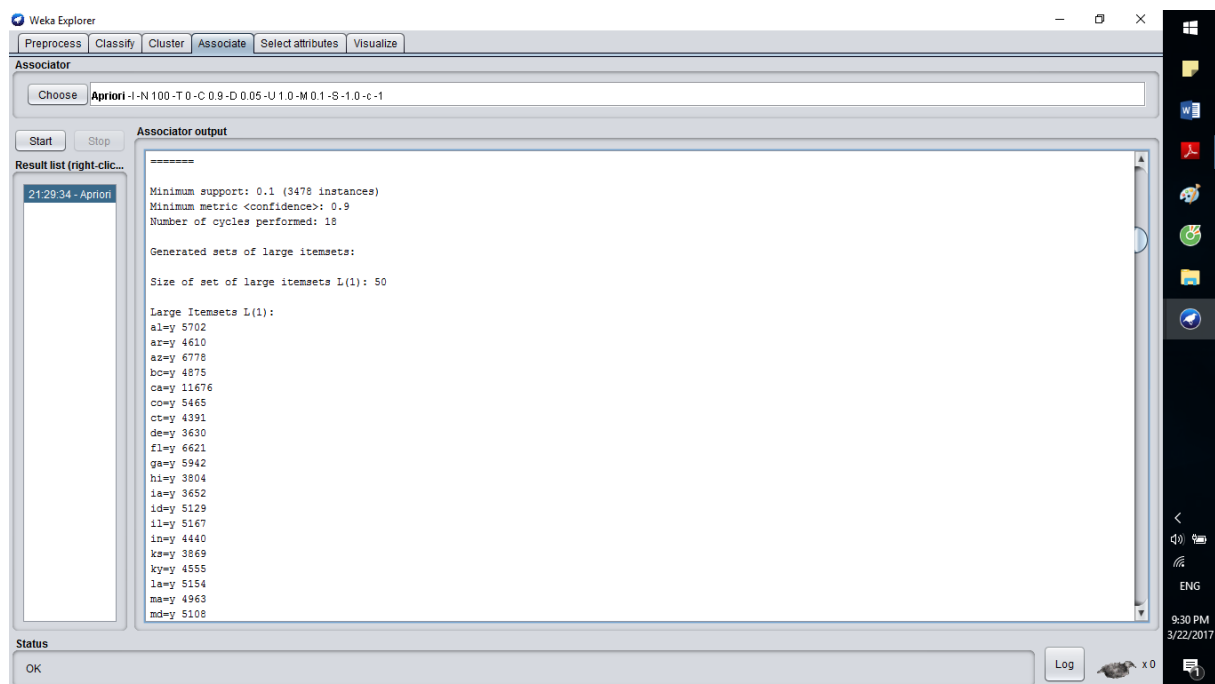 Weka Explorer
Preprocess Classify Cluster Associate Select attributes Visualize
Associator
Choose Apriori -I -N 100 -T 0 -C 0.9 -D 0.05 -U 1.0 -M 0.1 -S -1.0 -c -1
Start Stop
Result list (right-clic...
21:29:34 - Apriori
Associator output
=======
Minimum support: 0.1 (3478 instances)
Minimum metric <confidence>: 0.9
Number of cycles performed: 18
Generated sets of large itemsets:
Size of set of large itemsets L(1): 50
Large Itemsets L(1):
al=y 5702
ar=y 4610
az=y 6778
bc=y 4875
ca=y 11676
co=y 5465
ct=y 4391
de=y 3630
fl=y 6621
ga=y 5942
hi=y 3804
ia=y 3652
id=y 5129
il=y 5167
in=y 4440
ks=y 3869
ky=y 4555
la=y 5154
ma=y 4963
md=y 5108
Status
OK
Log x 0
ENG
9:30 PM
3/22/2017
1